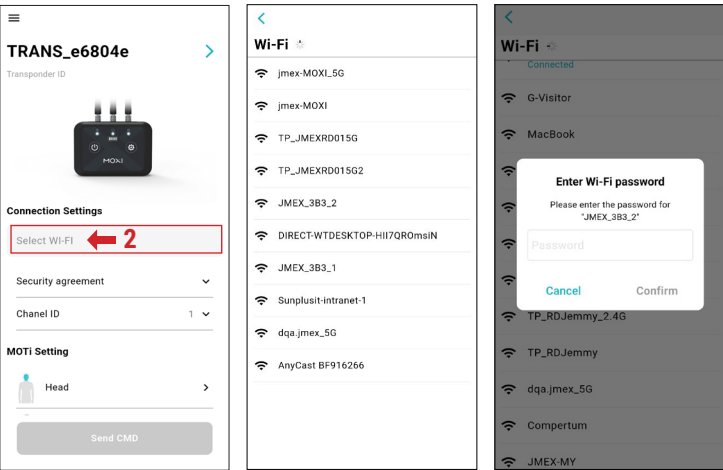 TRANS_e6804e
Transponder ID
MOXI
Connection Settings
Select WI-FI
2
Security agreement
Chanel ID 1
MOTi Setting
Head
Send CMD
Wi-Fi
jmex-MOXI_5G
jmex-MOXI
TP_JMEXRD015G
TP_JMEXRD015G2
JMEX_3B3_2
DIRECT-WTDESKTOP-HII7QROmsiN
JMEX_3B3_1
Sunplusit-intranet-1
dqa.jmex_5G
AnyCast BF916266
Wi-Fi
Connected
G-Visitor
MacBook
Enter Wi-Fi password
Please enter the password for
"JMEX_3B3_2"
Password
Cancel Confirm
TP_RDJemmy_2.4G
TP_RDJemmy
dqa.jmex_5G
Compertum
JMEX-MY